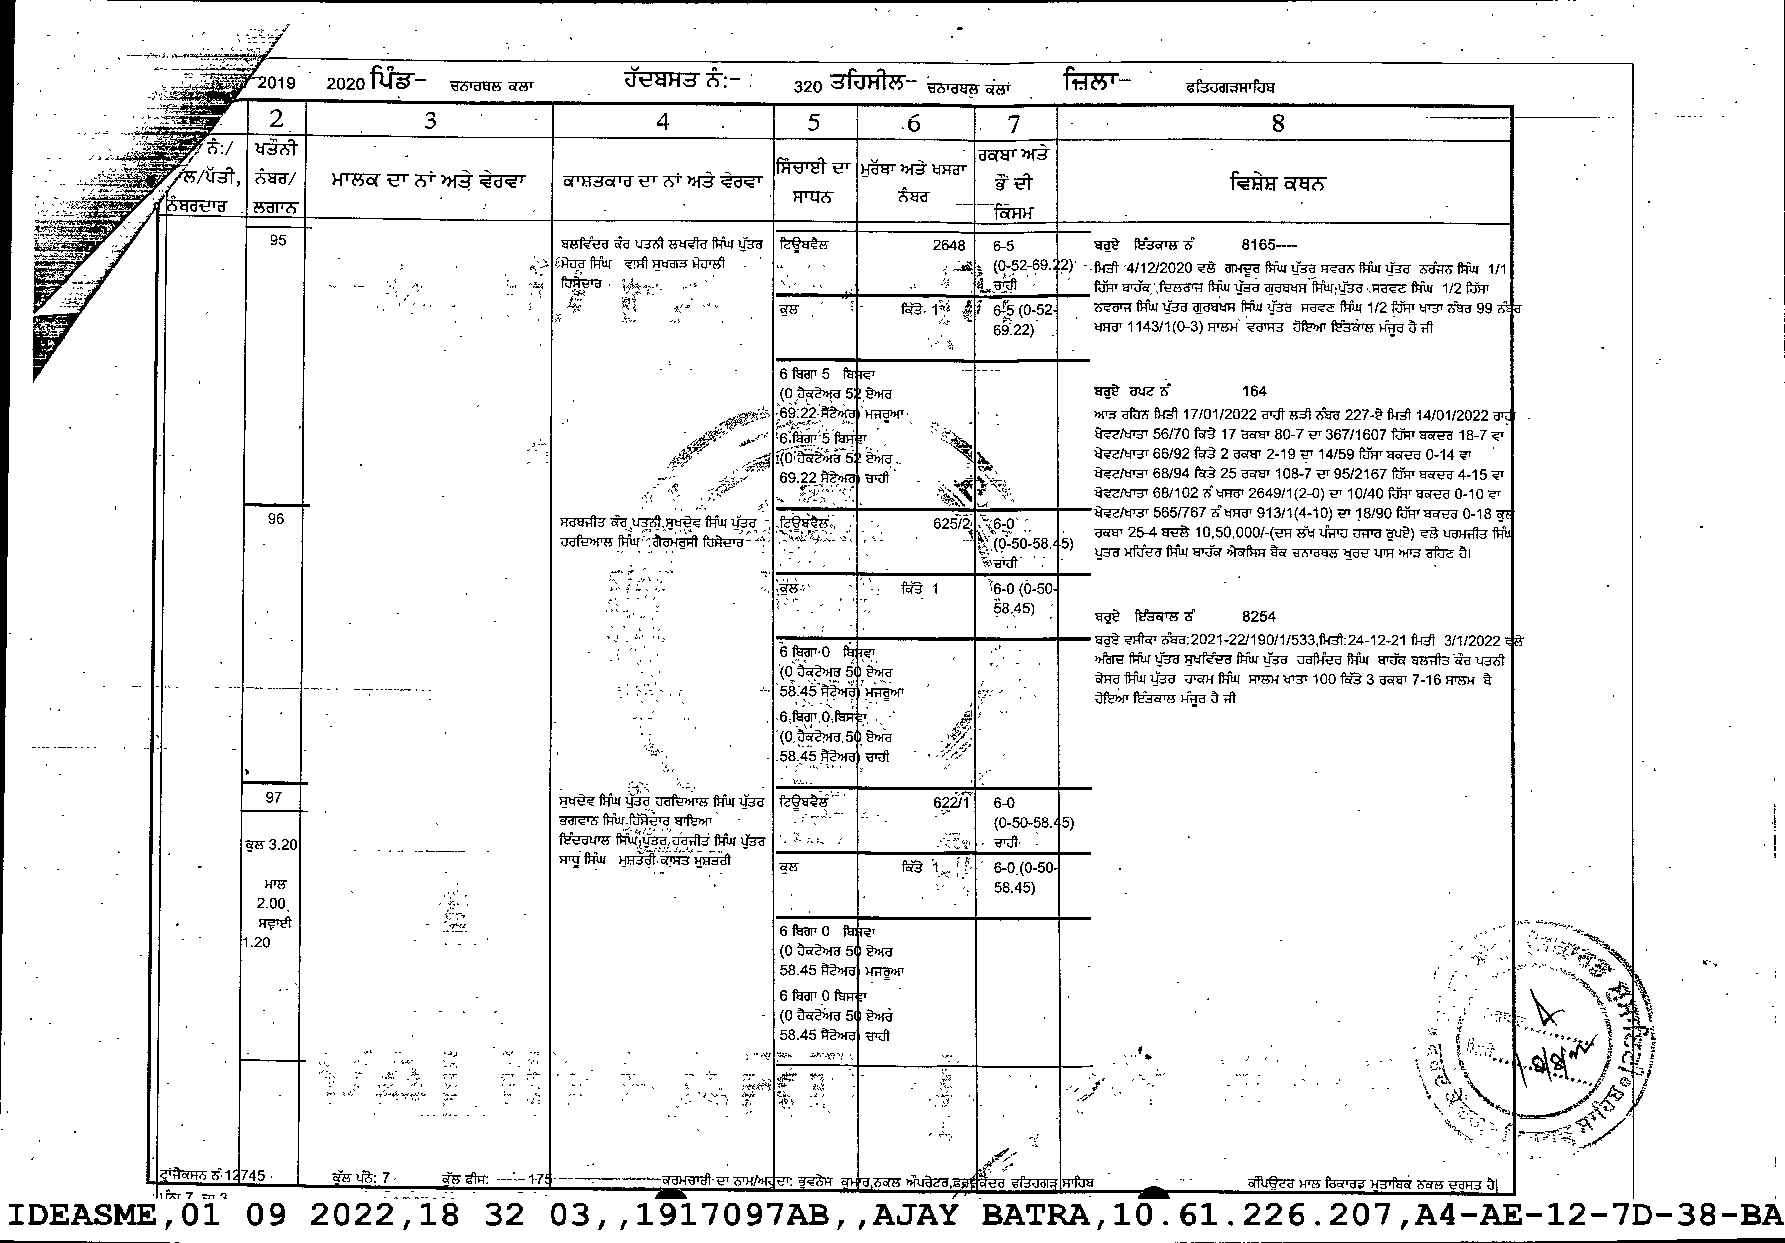 2019 2020 ਪਿੰਡ- ਚਨਾਰਥਲ ਕਲਾ ਹੱਦਬਸਤ ਨੰ:- 320 ਤਹਿਸੀਲ- ਚਨਾਰਥਲ ਕਲਾਂ ਜ਼ਿਲਾ- ਫਤਿਹਗੜਸਾਹਿਬ
2 3 4 5 6 7 8
ਨੰ:/ ਖਤੌਨੀ
ਲ/ਪੱਤੀ, ਨੰਬਰ/ ਮਾਲਕ ਦਾ ਨਾਂ ਅਤੇ ਵੇਰਵਾ ਕਾਸ਼ਤਕਾਰ ਦਾ ਨਾਂ ਅਤੇ ਵੇਰਵਾ ਸਿੰਚਾਈ ਦਾ ਮੁਰੱਬਾ ਅਤੇ ਖਸਰਾ ਰਕਬਾ ਅਤੇ ਭੌਂ ਦੀ ਵਿਸ਼ੇਸ਼ ਕਥਨ
ਨੰਬਰਦਾਰ ਲਗਾਨ ਸਾਧਨ ਨੰਬਰ ਕਿਸਮ
95
ਬਲਵਿੰਦਰ ਕੌਰ ਪਤਨੀ ਲਖਵੀਰ ਸਿੰਘ ਪੁੱਤਰ
ਮੋਹਰ ਸਿੰਘ ਵਾਸੀ ਸੁਖਗੜ ਮੋਹਾਲੀ
ਹਿਸੇਦਾਰ
ਟਿਊਬਵੈਲ 2648 6-5
(0-52-69.22)
ਚਾਹੀ
ਕੁਲ ਕਿੱਤੇ 1 6-5 (0-52-
69.22)
6 ਬਿਗਾ 5 ਬਿਸਵਾ
(0 ਹੈਕਟੇਅਰ 52 ਏਅਰ
69.22 ਸੈਂਟੇਅਰ) ਮਜਰੂਆ
6 ਬਿਗਾ 5 ਬਿਸਵਾ
(0 ਹੈਕਟੇਅਰ 52 ਏਅਰ
69.22 ਸੈਂਟੇਅਰ) ਚਾਹੀ
96
ਸਰਬਜੀਤ ਕੌਰ ਪਤਨੀ ਸੁਖਦੇਵ ਸਿੰਘ ਪੁੱਤਰ
ਹਰਦਿਆਲ ਸਿੰਘ ਗੈਰਮਰੂਸੀ ਹਿਸੇਦਾਰ
ਟਿਊਬਵੈਲ 625/2 6-0
(0-50-58.45)
ਚਾਹੀ
ਕੁਲ ਕਿੱਤੇ 1 6-0 (0-50-
58.45)
6 ਬਿਗਾ 0 ਬਿਸਵਾ
(0 ਹੈਕਟੇਅਰ 50 ਏਅਰ
58.45 ਸੈਂਟੇਅਰ) ਮਜਰੂਆ
6 ਬਿਗਾ 0 ਬਿਸਵਾ
(0 ਹੈਕਟੇਅਰ 50 ਏਅਰ
58.45 ਸੈਂਟੇਅਰ) ਚਾਹੀ
97
ਕੁਲ 3.20
ਮਾਲ
2.00
ਸਵਾਈ
1.20
ਸੁਖਦੇਵ ਸਿੰਘ ਪੁੱਤਰ ਹਰਦਿਆਲ ਸਿੰਘ ਪੁੱਤਰ
ਭਗਵਾਨ ਸਿੰਘ ਹਿਸੇਦਾਰ ਬਾਇਆ
ਇੰਦਰਪਾਲ ਸਿੰਘ ਪੁੱਤਰ ਹਰਜੀਤ ਸਿੰਘ ਪੁੱਤਰ
ਸਾਧੂ ਸਿੰਘ ਮੁਸ਼ਤਰੀ ਕਾਸਤ ਮੁਸ਼ਤਰੀ
ਟਿਊਬਵੈਲ 622/1 6-0
(0-50-58.45)
ਚਾਹੀ
ਕੁਲ ਕਿੱਤੇ 1 6-0 (0-50-
58.45)
6 ਬਿਗਾ 0 ਬਿਸਵਾ
(0 ਹੈਕਟੇਅਰ 50 ਏਅਰ
58.45 ਸੈਂਟੇਅਰ) ਮਜਰੂਆ
6 ਬਿਗਾ 0 ਬਿਸਵਾ
(0 ਹੈਕਟੇਅਰ 50 ਏਅਰ
58.45 ਸੈਂਟੇਅਰ) ਚਾਹੀ
ਬਰੂਏ ਇੰਤਕਾਲ ਨੰ 8165----
ਮਿਤੀ 4/12/2020 ਵਲੋ ਗਮਦੂਰ ਸਿੰਘ ਪੁੱਤਰ ਸਵਰਨ ਸਿੰਘ ਪੁੱਤਰ ਨਰੰਜਨ ਸਿੰਘ 1/1
ਹਿੱਸਾ ਬਾਹੱਕ ਦਿਲਰਾਜ ਸਿੰਘ ਪੁੱਤਰ ਗੁਰਬਖਸ ਸਿੰਘ ਪੁੱਤਰ ਸਰਵਣ ਸਿੰਘ 1/2 ਹਿੱਸਾ
ਨਵਰਾਜ ਸਿੰਘ ਪੁੱਤਰ ਗੁਰਬਖਸ ਸਿੰਘ ਪੁੱਤਰ ਸਰਵਣ ਸਿੰਘ 1/2 ਹਿੱਸਾ ਖਾਤਾ ਨੰਬਰ 99 ਨੰਬਰ
ਖਸਰਾ 1143/1(0-3) ਸਾਲਮ ਵਰਾਸਤ ਹੋਇਆ ਇੰਤਕਾਲ ਮੰਜੂਰ ਹੈ ਜੀ
ਬਰੂਏ ਰਪਟ ਨੰ 164
ਆੜ ਰਹਿਨ ਮਿਤੀ 17/01/2022 ਰਾਹੀ ਲੜੀ ਨੰਬਰ 227-ਏ ਮਿਤੀ 14/01/2022 ਰਾਹੀ
ਖੇਵਟ/ਖਾਤਾ 56/70 ਕਿਤੇ 17 ਰਕਬਾ 80-7 ਦਾ 367/1607 ਹਿੱਸਾ ਬਕਦਰ 18-7 ਵਾ
ਖੇਵਟ/ਖਾਤਾ 66/92 ਕਿਤੇ 2 ਰਕਬਾ 2-19 ਦਾ 14/59 ਹਿੱਸਾ ਬਕਦਰ 0-14 ਵਾ
ਖੇਵਟ/ਖਾਤਾ 68/94 ਕਿਤੇ 25 ਰਕਬਾ 108-7 ਦਾ 95/2167 ਹਿੱਸਾ ਬਕਦਰ 4-15 ਵਾ
ਖੇਵਟ/ਖਾਤਾ 68/102 ਨੰ ਖਸਰਾ 2649/1(2-0) ਦਾ 10/40 ਹਿੱਸਾ ਬਕਦਰ 0-10 ਵਾ
ਖੇਵਟ/ਖਾਤਾ 565/767 ਨੰ ਖਸਰਾ 913/1(4-10) ਦਾ 18/90 ਹਿੱਸਾ ਬਕਦਰ 0-18 ਕੁਲ
ਰਕਬਾ 25-4 ਬਦਲੇ 10,50,000/-(ਦਸ ਲੱਖ ਪੰਜਾਹ ਹਜਾਰ ਰੁਪਏ) ਵਲੋ ਪਰਮਜੀਤ ਸਿੰਘ
ਪੁਤਰ ਮਹਿੰਦਰ ਸਿੰਘ ਬਾਹੱਕ ਐਕਸਿਸ ਬੈਂਕ ਚਨਾਰਥਲ ਖੁਰਦ ਪਾਸ ਆੜ ਰਹਿਣ ਹੈ।
ਬਰੂਏ ਇੰਤਕਾਲ ਨੰ 8254
ਬਰੂਏ ਵਸੀਕਾ ਨੰਬਰ:2021-22/190/1/533,ਮਿਤੀ:24-12-21 ਮਿਤੀ 3/1/2022 ਵਲੋ
ਅੰਗਦ ਸਿੰਘ ਪੁੱਤਰ ਸੁਖਵਿੰਦਰ ਸਿੰਘ ਪੁੱਤਰ ਹਰਮਿੰਦਰ ਸਿੰਘ ਬਾਹੱਕ ਬਲਜੀਤ ਕੌਰ ਪਤਨੀ
ਕੇਸਰ ਸਿੰਘ ਪੁੱਤਰ ਹਾਕਮ ਸਿੰਘ ਸਾਲਮ ਖਾਤਾ 100 ਕਿੱਤੇ 3 ਰਕਬਾ 7-16 ਸਾਲਮ ਬੈ
ਹੋਇਆ ਇੰਤਕਾਲ ਮੰਜੂਰ ਹੈ ਜੀ
ਟ੍ਰਾਂਜੈਕਸਨ ਨੰ 12745 ਕੁੱਲ ਪੰਨੇ: 7 ਕੁੱਲ ਫੀਸ: ----- 175 ਕਰਮਚਾਰੀ ਦਾ ਨਾਮ/ਅਹੁਦਾ: ਭੁਵਨੇਸ ਕੁਮਾਰ,ਨਕਲ ਔਪਰੇਟਰ,ਫ਼ਰਦ ਕੇਂਦਰ ਫਤਿਹਗੜ ਸਾਹਿਬ ਕੰਪਿਊਟਰ ਮਾਲ ਰਿਕਾਰਡ ਮੁਤਾਬਿਕ ਨਕਲ ਦਰੁਸਤ ਹੈ|
IDEASME,01 09 2022,18 32 03,,1917097AB,,AJAY BATRA,10.61.226.207,A4-AE-12-7D-38-BA